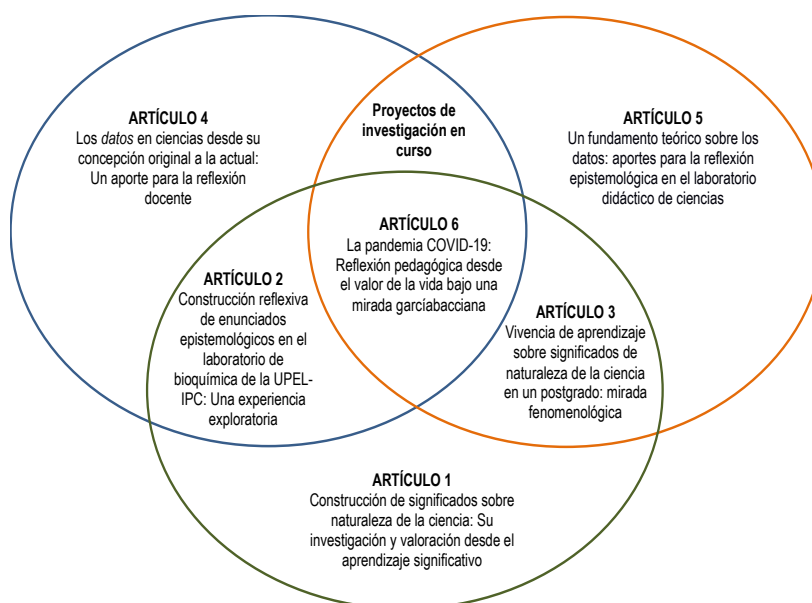 ARTÍCULO 4
Los datos en ciencias desde su
concepción original a la actual:
Un aporte para la reflexión
docente
Proyectos de
investigación en
curso
ARTÍCULO 5
Un fundamento teórico sobre los
datos: aportes para la reflexión
epistemológica en el laboratorio
didáctico de ciencias
ARTÍCULO 6
La pandemia COVID-19:
Reflexión pedagógica desde
el valor de la vida bajo una
mirada garcíabacciana
ARTÍCULO 2
Construcción reflexiva
de enunciados
epistemológicos en el
laboratorio de
bioquímica de la UPEL-
IPC: Una experiencia
exploratoria
ARTÍCULO 3
Vivencia de aprendizaje
sobre significados de
naturaleza de la ciencia
en un postgrado: mirada
fenomenológica
ARTÍCULO 1
Construcción de significados sobre
naturaleza de la ciencia: Su
investigación y valoración desde el
aprendizaje significativo